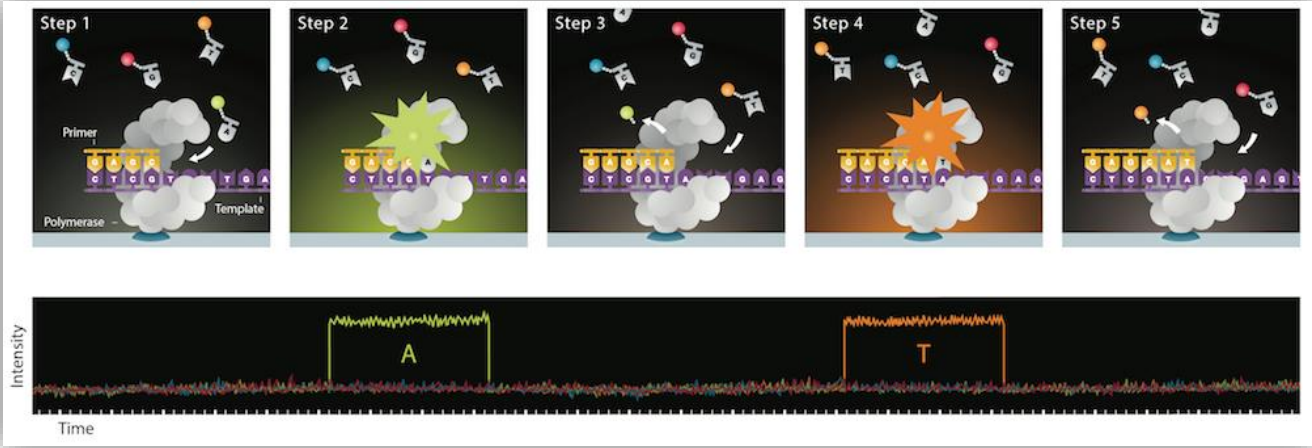 Step 1
C
G
T
A
Primer
G A G C
C T C G T T G A
Template
Polymerase
Step 2
C
G
T
G A G C A
C T C G T T G A
Step 3
A
C
G
T
G A G C A
C T C G T A G A G
Step 4
T
C
A
G
G A G C A T
C T C G T A G A G
Step 5
T
C
A
G
G A G C A T
C T C G T A G A G T
Intensity
A
T
Time